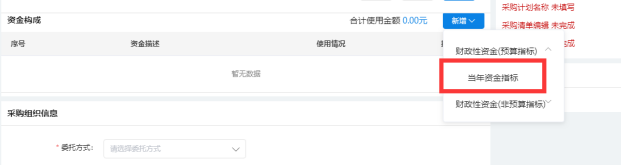 采购计划名称 未填写
资金构成 合计使用金额 0.00元 新增
采购清单编辑 未完成
序号 资金描述 使用情况
成
财政性资金(预算指标)
暂无数据
当年资金指标
财政性资金(非预算指标)
采购组织信息
* 委托方式: 请选择委托方式